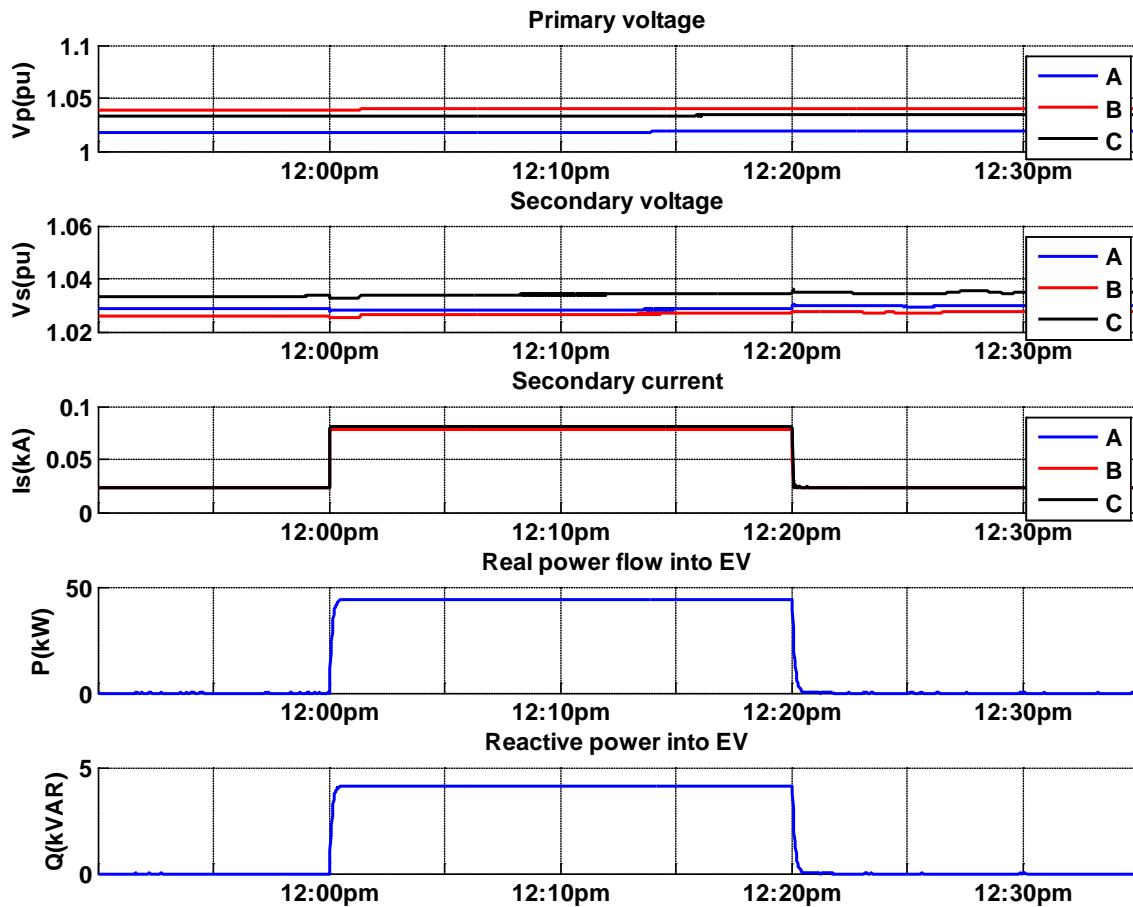 Primary voltage
Vp(pu)
1.1
1.05
1
A
B
C
12:00pm 12:10pm 12:20pm 12:30pm
Secondary voltage
Vs(pu)
1.06
1.04
1.02
A
B
C
12:00pm 12:10pm 12:20pm 12:30pm
Secondary current
Is(kA)
0.1
0.05
0
A
B
C
12:00pm 12:10pm 12:20pm 12:30pm
Real power flow into EV
P(kW)
50
0
12:00pm 12:10pm 12:20pm 12:30pm
Reactive power into EV
Q(kVAR)
5
0
12:00pm 12:10pm 12:20pm 12:30pm